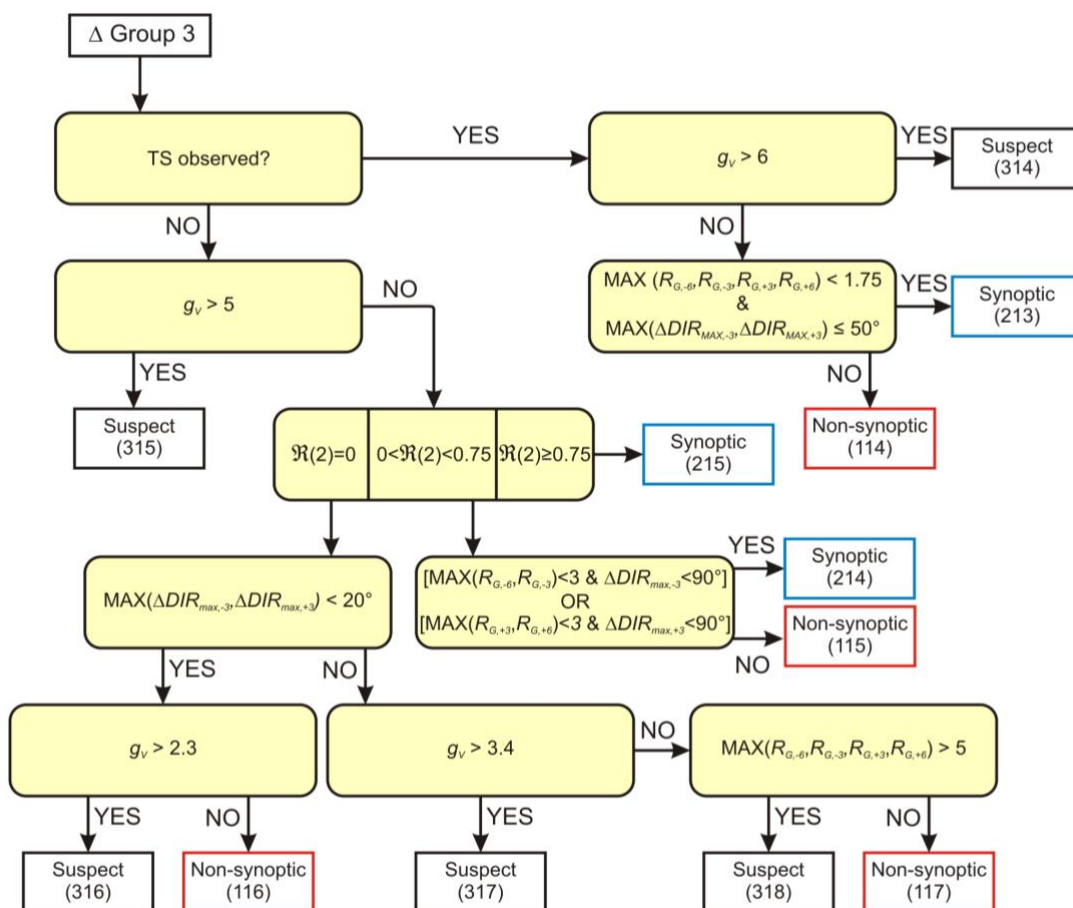 Δ Group 3
TS observed?
YES
g_v > 6
YES
Suspect
(314)
NO
NO
g_v > 5
NO
MAX (R_G,-6,R_G,-3,R_G,+3,R_G,+6) < 1.75
&
MAX(ΔDIR_MAX,-3,ΔDIR_MAX,+3) ≤ 50°
YES
Synoptic
(213)
YES
NO
Suspect
(315)
Non-synoptic
(114)
ℜ(2)=0
0<ℜ(2)<0.75
ℜ(2)≥0.75
Synoptic
(215)
MAX(ΔDIR_max,-3,ΔDIR_max,+3) < 20°
[MAX(R_G,-6,R_G,-3)<3 & ΔDIR_max,-3<90°]
OR
[MAX(R_G,+3,R_G,+6)<3 & ΔDIR_max,+3<90°]
YES
Synoptic
(214)
NO
Non-synoptic
(115)
YES
NO
g_v > 2.3
g_v > 3.4
NO
MAX(R_G,-6,R_G,-3,R_G,+3,R_G,+6) > 5
YES
NO
YES
YES
NO
Suspect
(316)
Non-synoptic
(116)
Suspect
(317)
Suspect
(318)
Non-synoptic
(117)